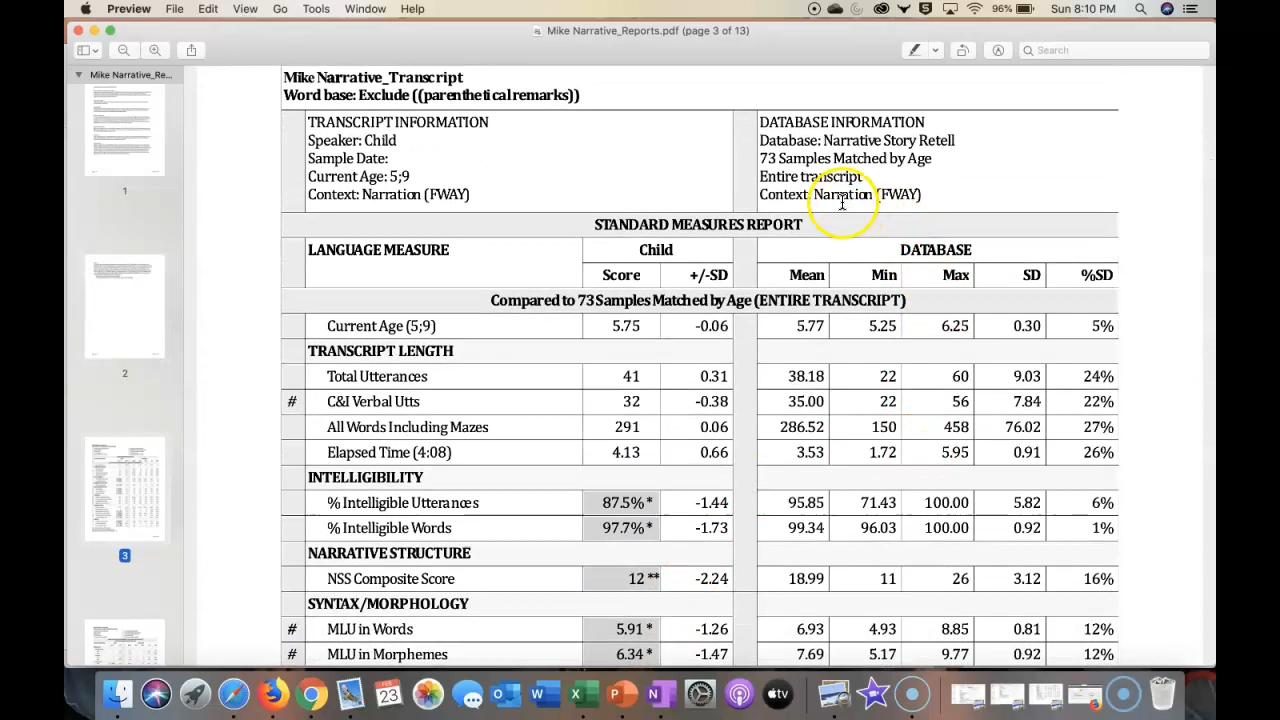 Preview File Edit View Go Tools Window Help 96% Sun 8:10 PM
Mike Narrative_Reports.pdf (page 3 of 13)
Search
Mike Narrative_Re...
1
2
3
Mike Narrative_Transcript
Word base: Exclude ((parenthetical remarks))
TRANSCRIPT INFORMATION
Speaker: Child
Sample Date:
Current Age: 5;9
Context: Narration (FWAY)
DATABASE INFORMATION
Database: Narrative Story Retell
73 Samples Matched by Age
Entire transcript
Context: Narration (FWAY)
STANDARD MEASURES REPORT
LANGUAGE MEASURE Child DATABASE
Score +/-SD Mean Min Max SD %SD
Compared to 73 Samples Matched by Age (ENTIRE TRANSCRIPT)
Current Age (5;9) 5.75 -0.06 5.77 5.25 6.25 0.30 5%
TRANSCRIPT LENGTH
Total Utterances 41 0.31 38.18 22 60 9.03 24%
# C&I Verbal Utts 32 -0.38 35.00 22 56 7.84 22%
All Words Including Mazes 291 0.06 286.52 150 458 76.02 27%
Elapsed Time (4:08) 4.13 0.66 3.53 1.72 5.95 0.91 26%
INTELLIGIBILITY
% Intelligible Utterances 87.5% * -1.44 95.85 71.43 100.00 5.82 6%
% Intelligible Words 97.7% * -1.73 99.34 96.03 100.00 0.92 1%
NARRATIVE STRUCTURE
NSS Composite Score 12 ** -2.24 18.99 11 26 3.12 16%
SYNTAX/MORPHOLOGY
# MLU in Words 5.91 * -1.26 6.93 4.93 8.85 0.81 12%
# MLU in Morphemes 6.34 * -1.47 7.69 5.17 9.77 0.92 12%
FEB
23
tv